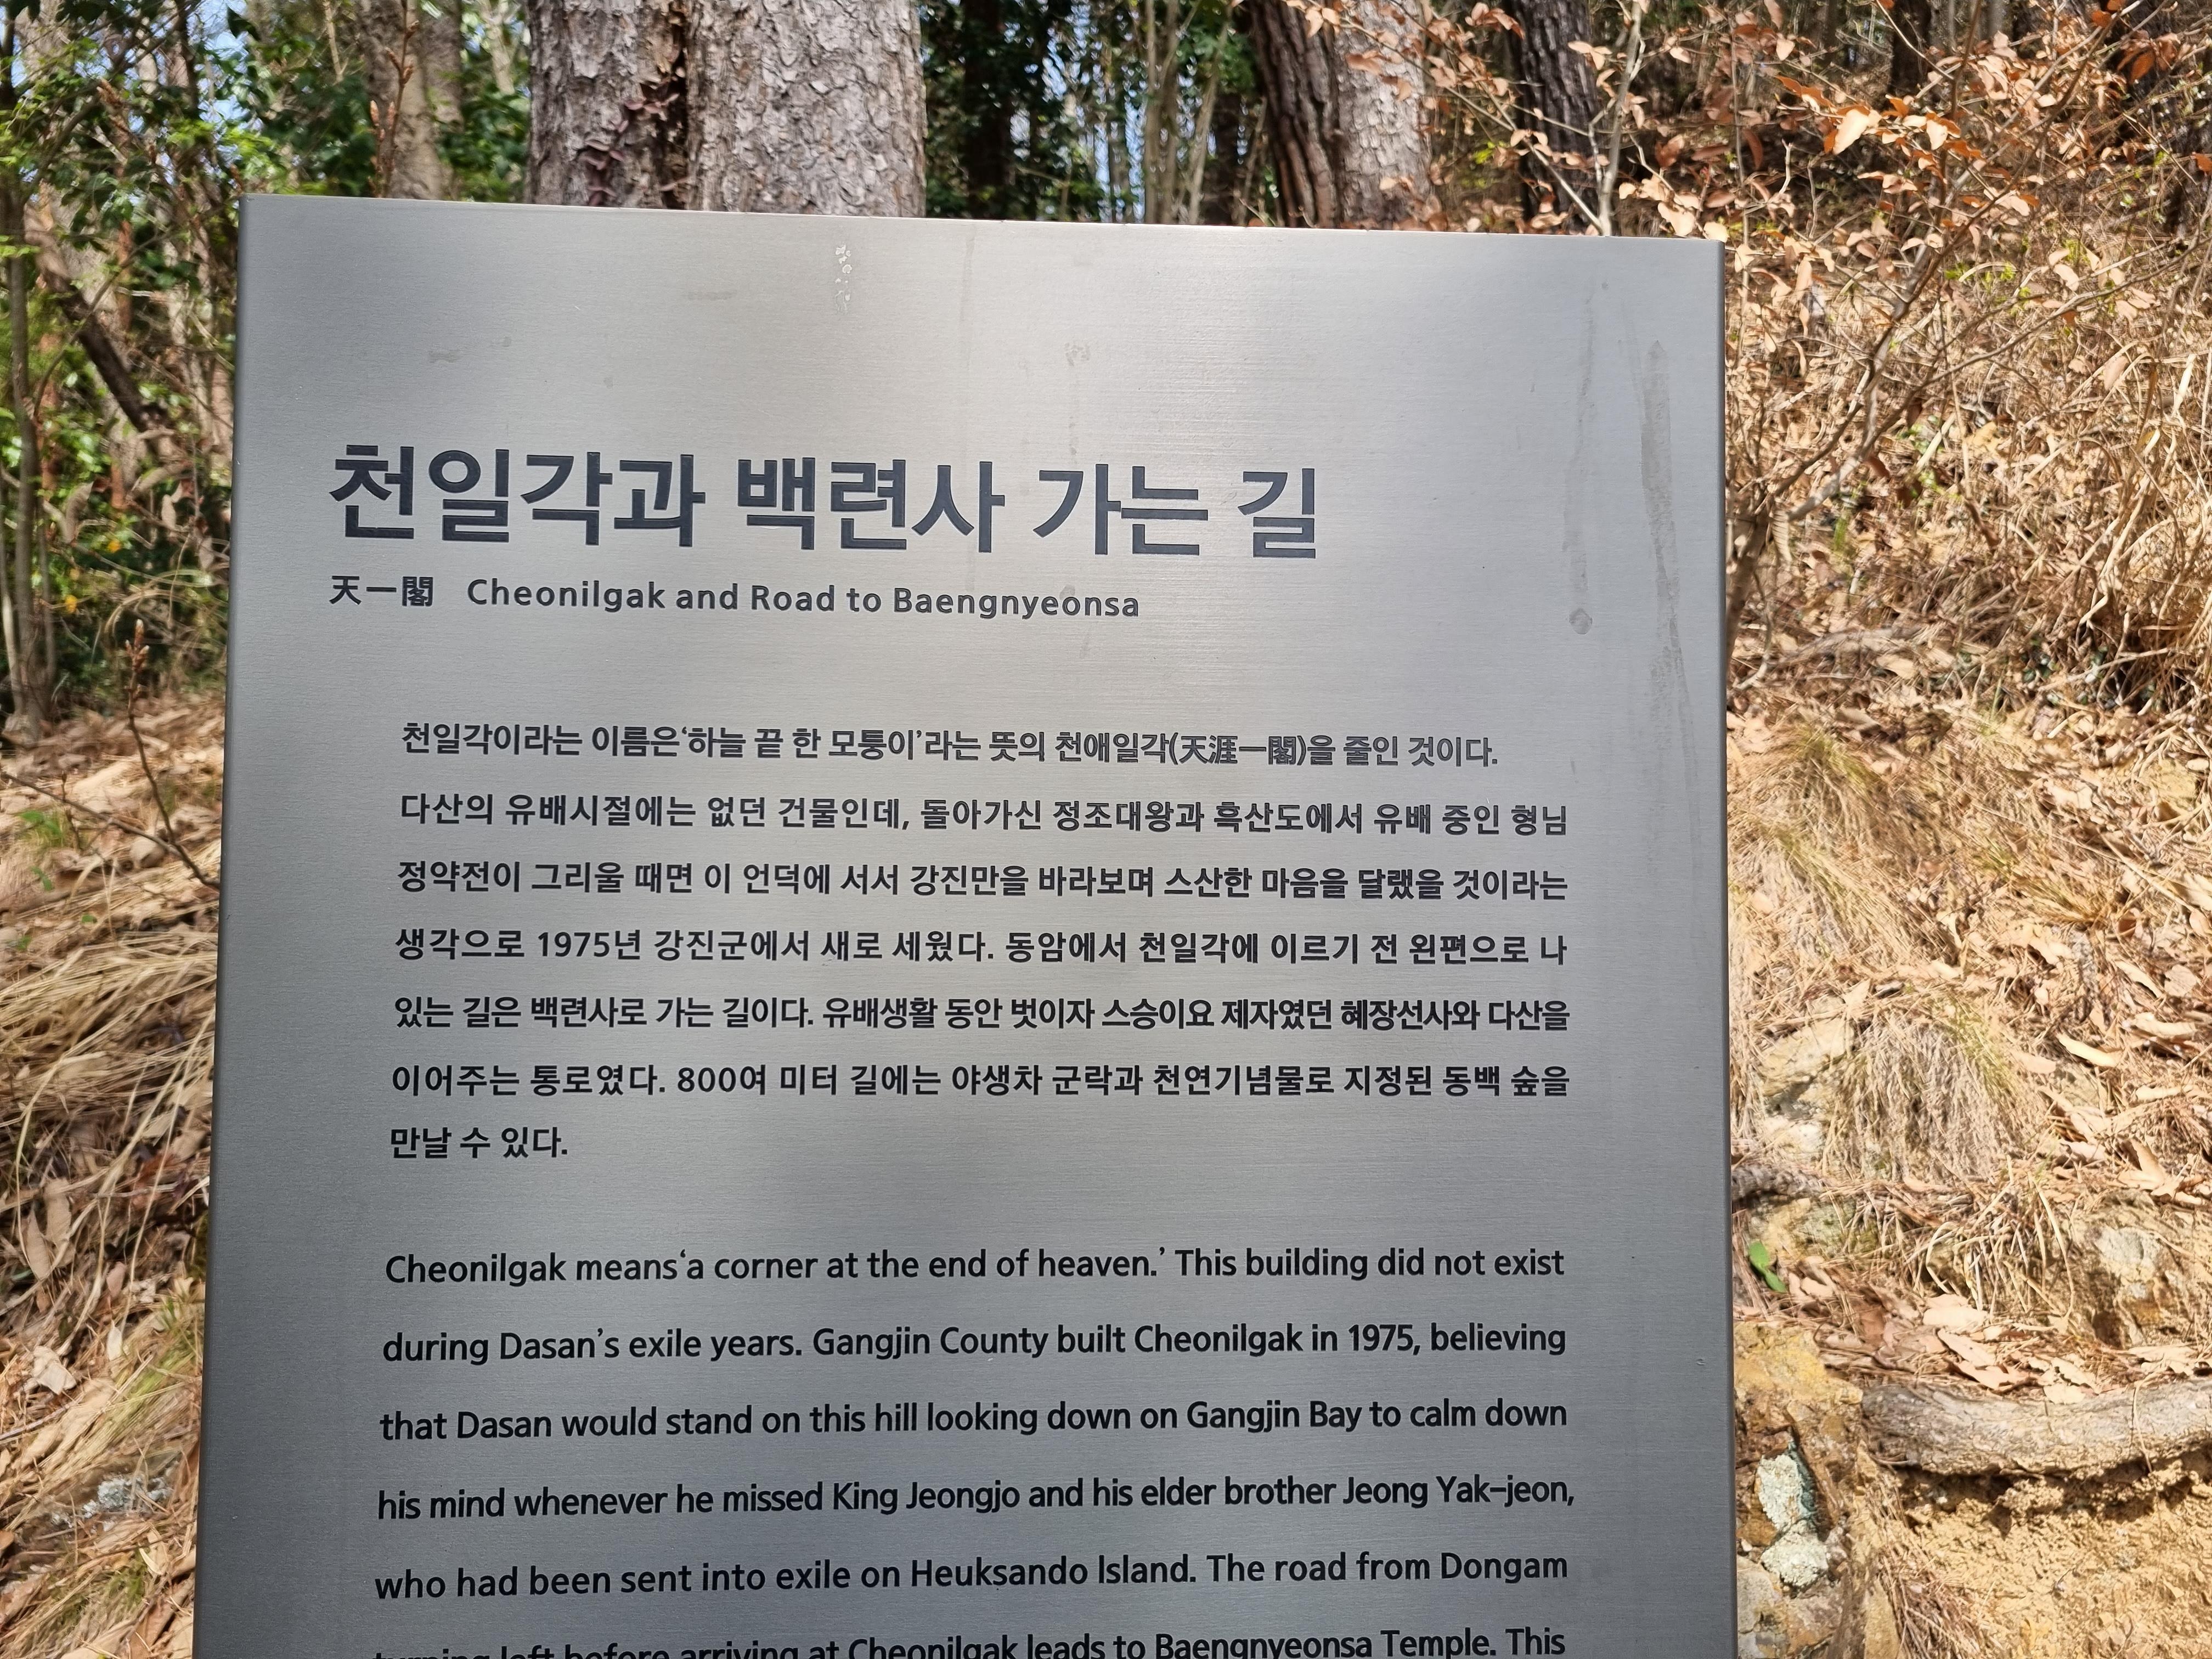 천일각과 백련사 가는 길
天一閣 Cheonilgak and Road to Baengnyeonsa
천일각이라는 이름은‘하늘 끝 한 모퉁이’라는 뜻의 천애일각(天涯一閣)을 줄인 것이다.
다산의 유배시절에는 없던 건물인데, 돌아가신 정조대왕과 흑산도에서 유배 중인 형님
정약전이 그리울 때면 이 언덕에 서서 강진만을 바라보며 스산한 마음을 달랬을 것이라는
생각으로 1975년 강진군에서 새로 세웠다. 동암에서 천일각에 이르기 전 왼편으로 나
있는 길은 백련사로 가는 길이다. 유배생활 동안 벗이자 스승이요 제자였던 혜장선사와 다산을
이어주는 통로였다. 800여 미터 길에는 야생차 군락과 천연기념물로 지정된 동백 숲을
만날 수 있다.
Cheonilgak means‘a corner at the end of heaven.’ This building did not exist
during Dasan’s exile years. Gangjin County built Cheonilgak in 1975, believing
that Dasan would stand on this hill looking down on Gangjin Bay to calm down
his mind whenever he missed King Jeongjo and his elder brother Jeong Yak-jeon,
who had been sent into exile on Heuksando Island. The road from Dongam
turning left before arriving at Cheonilgak leads to Baengnyeonsa Temple. This